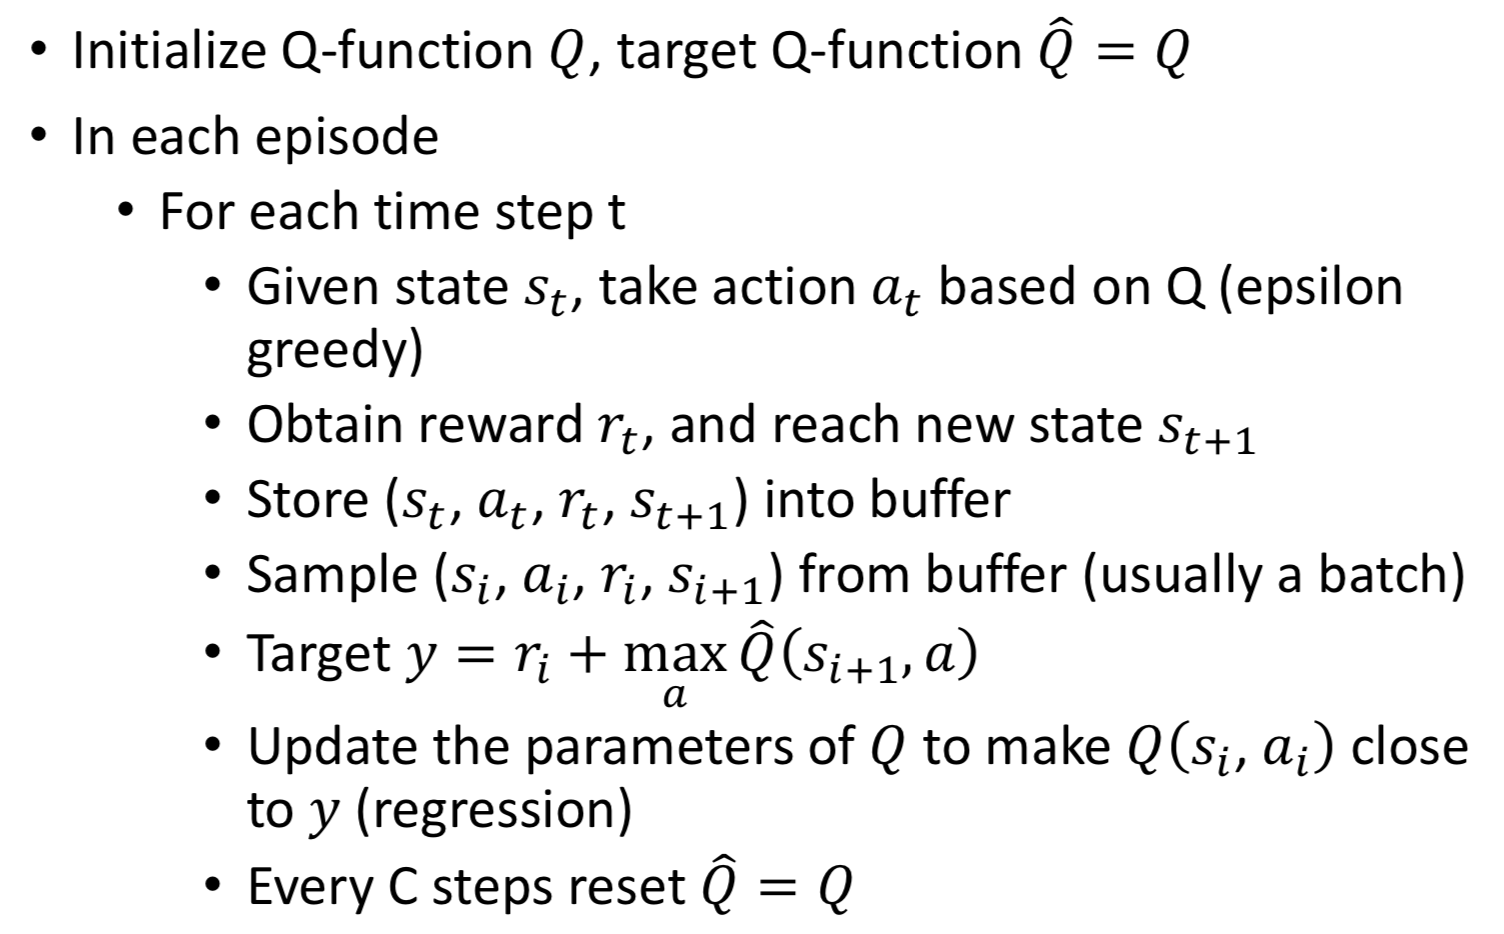 • Initialize Q-function Q, target Q-function Q̂ = Q
• In each episode
• For each time step t
• Given state s_t, take action a_t based on Q (epsilon
greedy)
• Obtain reward r_t, and reach new state s_{t+1}
• Store (s_t, a_t, r_t, s_{t+1}) into buffer
• Sample (s_i, a_i, r_i, s_{i+1}) from buffer (usually a batch)
• Target y = r_i + max_a Q̂(s_{i+1}, a)
• Update the parameters of Q to make Q(s_i, a_i) close
to y (regression)
• Every C steps reset Q̂ = Q